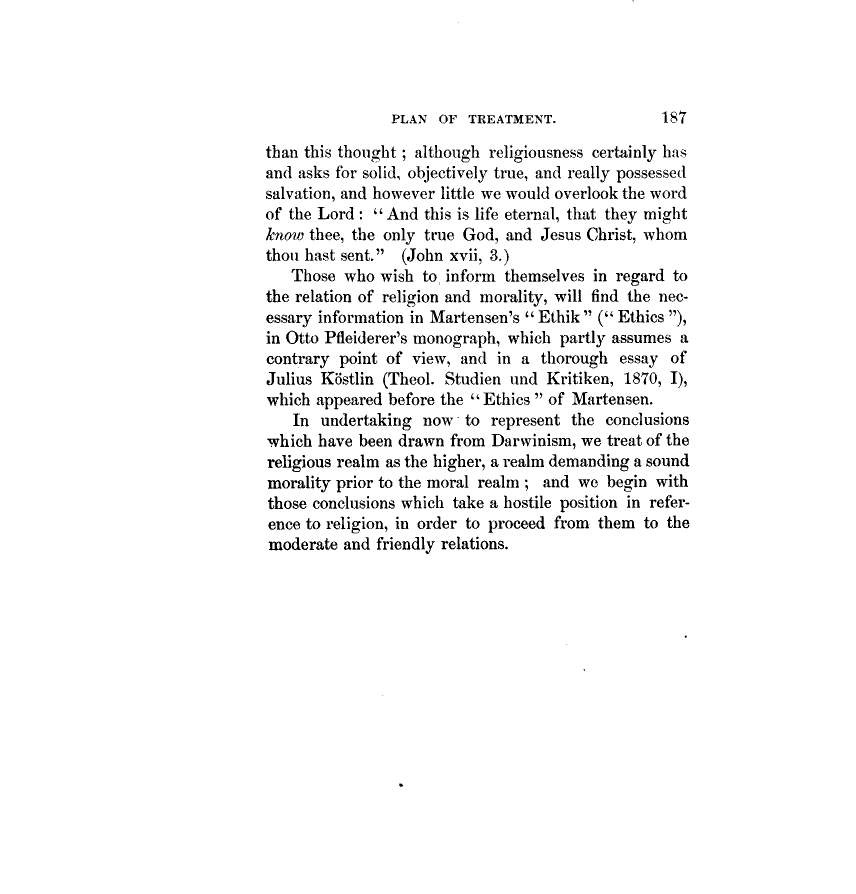 PLAN OF TREATMENT. 187
than this thought ; although religiousness certainly has
and asks for solid, objectively true, and really possessed
salvation, and however little we would overlook the word
of the Lord : “ And this is life eternal, that they might
know thee, the only true God, and Jesus Christ, whom
thou hast sent.” (John xvii, 3.)
Those who wish to inform themselves in regard to
the relation of religion and morality, will find the nec-
essary information in Martensen’s “ Ethik ” (“ Ethics ”),
in Otto Pfleiderer’s monograph, which partly assumes a
contrary point of view, and in a thorough essay of
Julius Köstlin (Theol. Studien und Kritiken, 1870, I),
which appeared before the “ Ethics ” of Martensen.
In undertaking now to represent the conclusions
which have been drawn from Darwinism, we treat of the
religious realm as the higher, a realm demanding a sound
morality prior to the moral realm ; and we begin with
those conclusions which take a hostile position in refer-
ence to religion, in order to proceed from them to the
moderate and friendly relations.